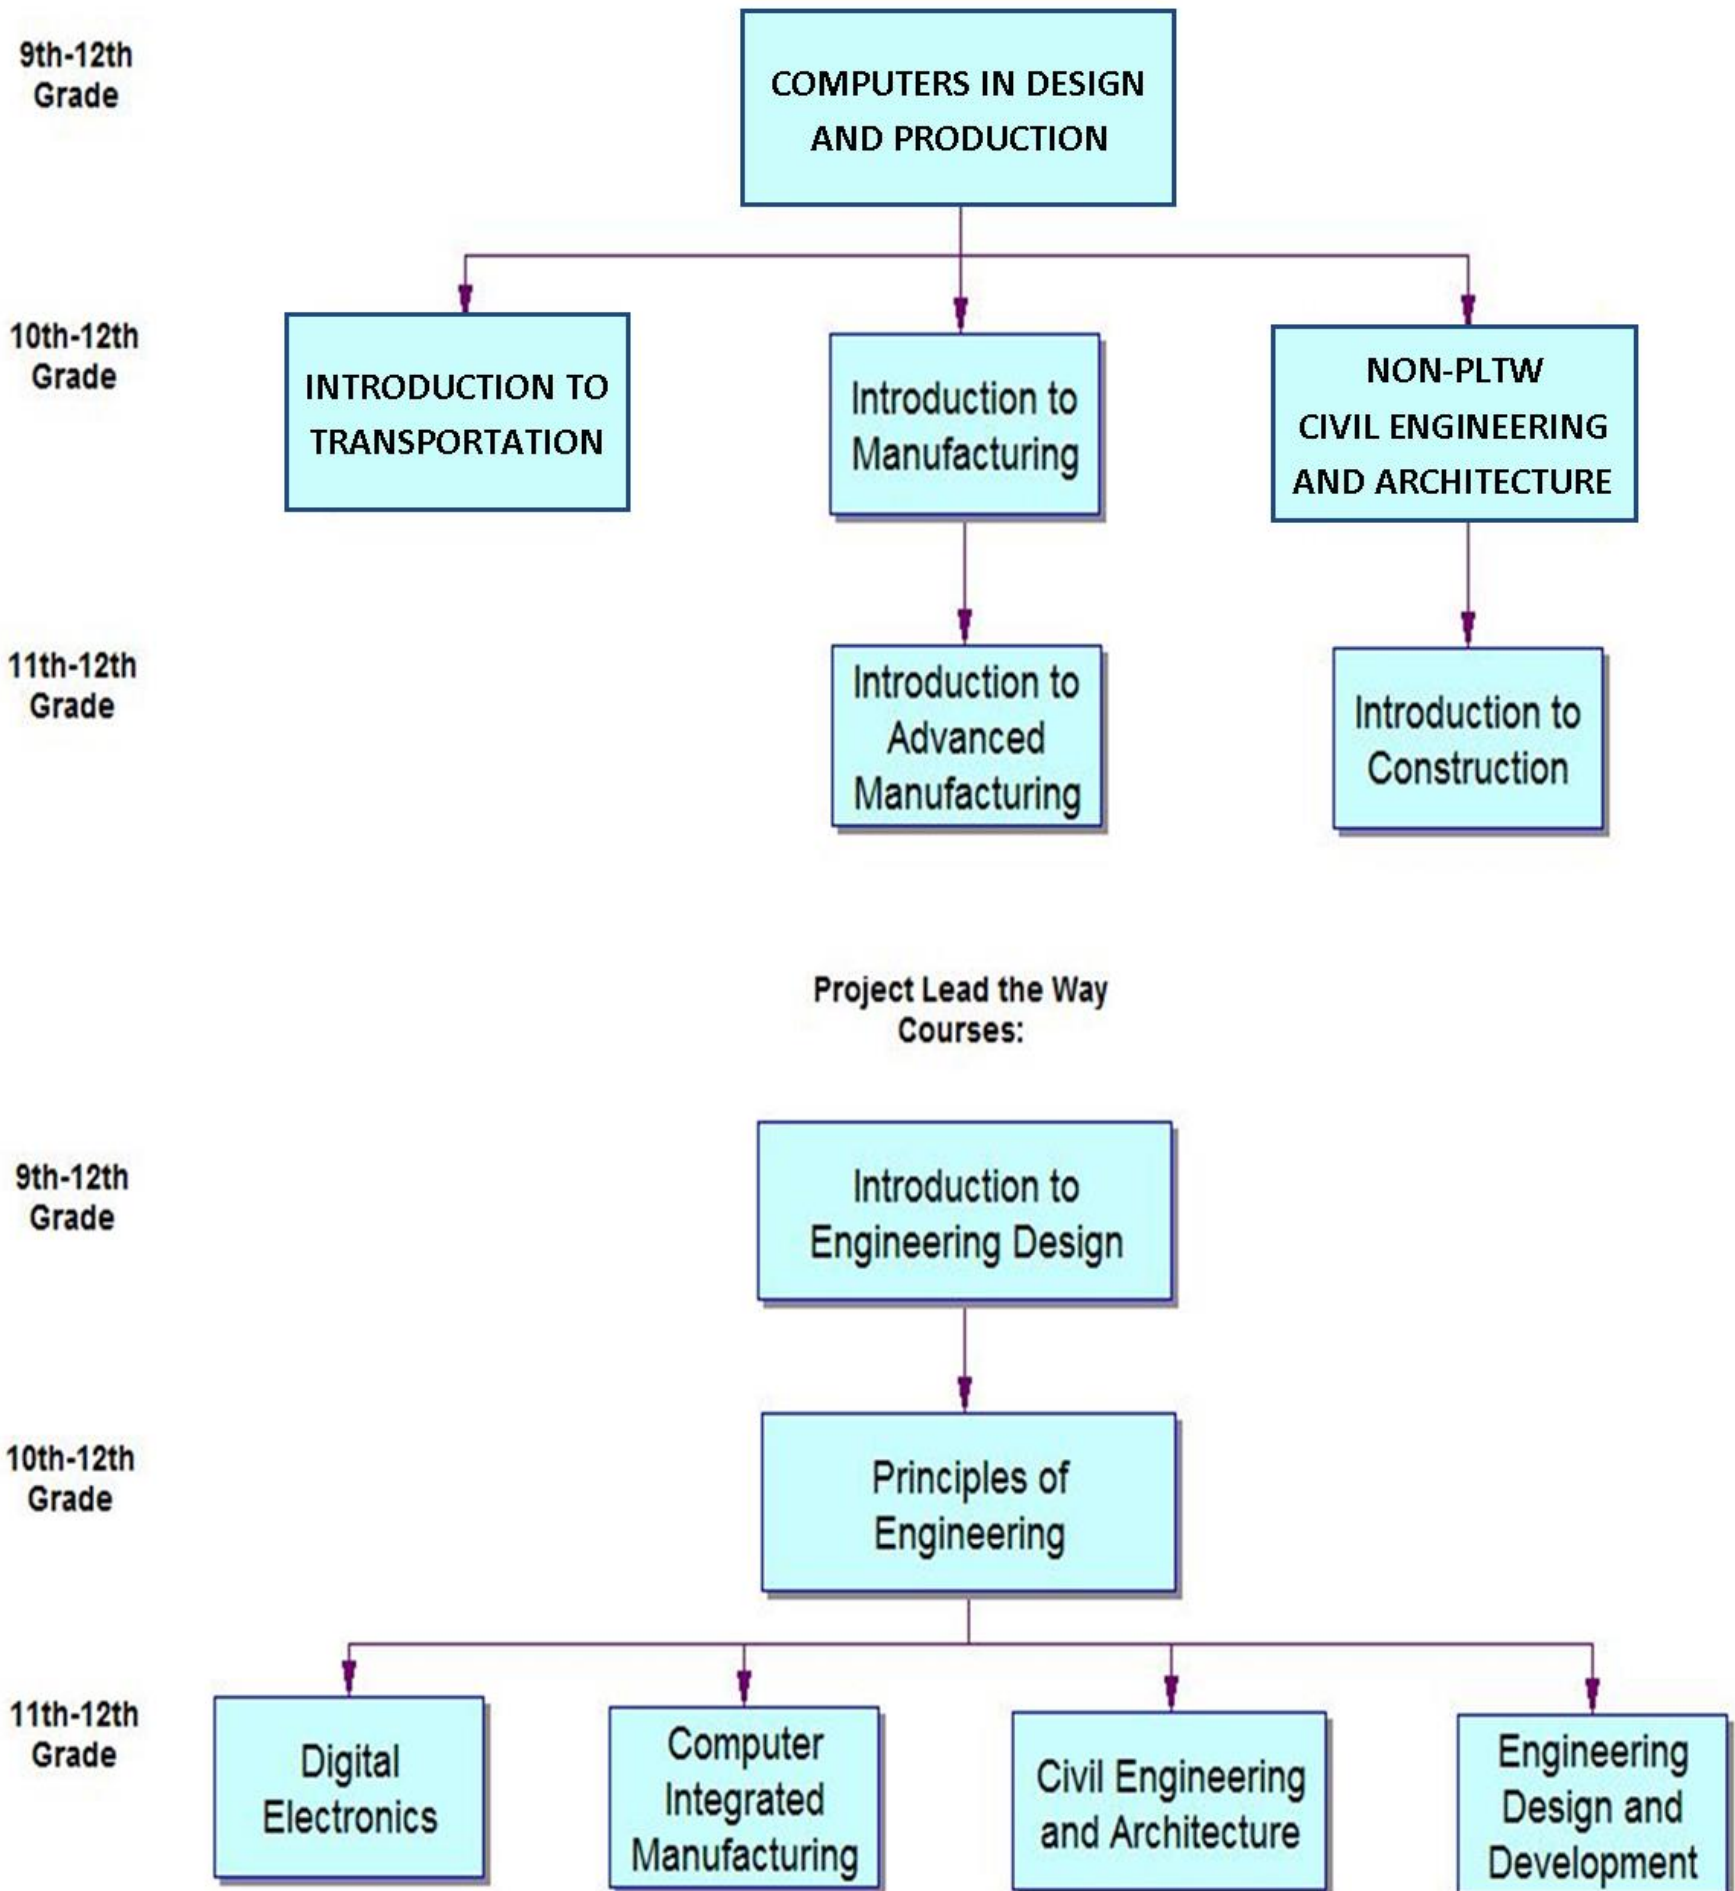 9th-12th
Grade
COMPUTERS IN DESIGN
AND PRODUCTION
10th-12th
Grade
INTRODUCTION TO
TRANSPORTATION
Introduction to
Manufacturing
NON-PLTW
CIVIL ENGINEERING
AND ARCHITECTURE
11th-12th
Grade
Introduction to
Advanced
Manufacturing
Introduction to
Construction
Project Lead the Way
Courses:
9th-12th
Grade
Introduction to
Engineering Design
10th-12th
Grade
Principles of
Engineering
11th-12th
Grade
Digital
Electronics
Computer
Integrated
Manufacturing
Civil Engineering
and Architecture
Engineering
Design and
Development